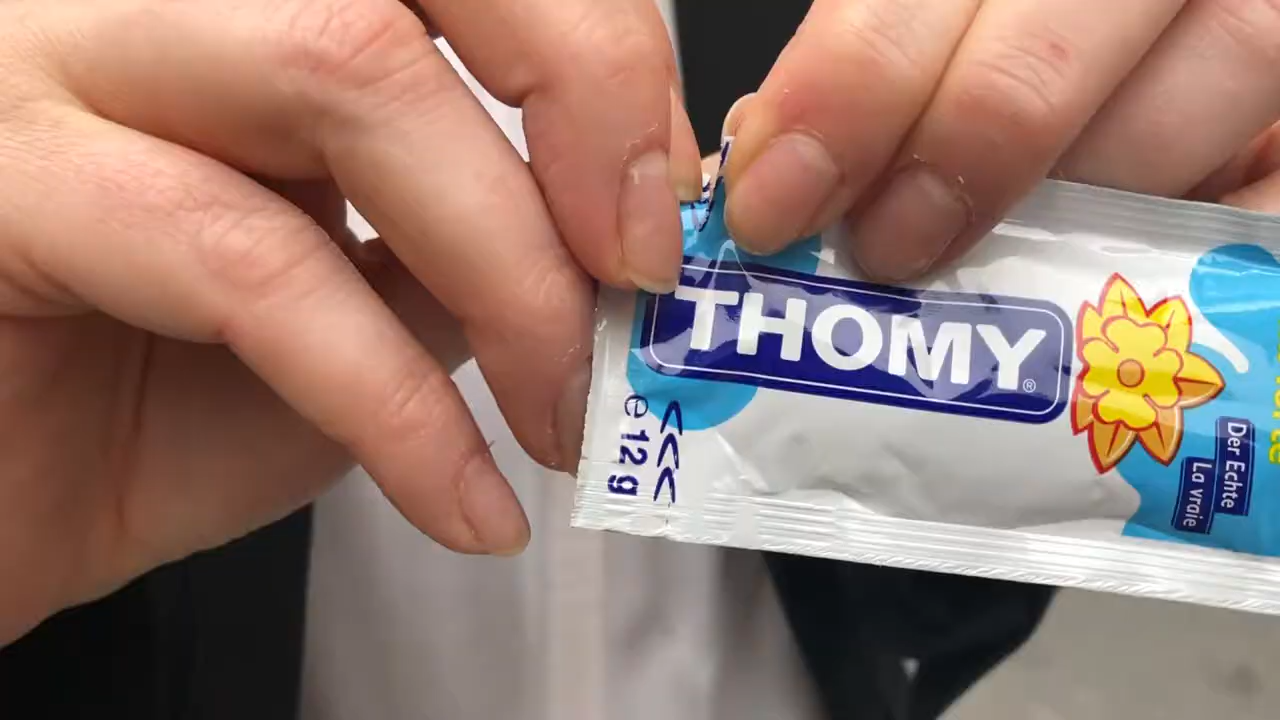 THOMY®
℮ 12 g
<<<
Der Echte
La vraie